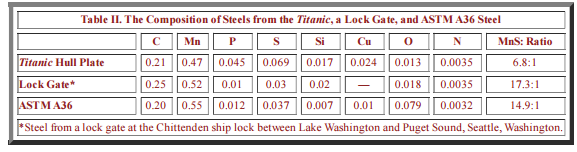 Table II. The Composition of Steels from the Titanic, a Lock Gate, and ASTM A36 Steel
C Mn P S Si Cu O N MnS: Ratio
Titanic Hull Plate 0.21 0.47 0.045 0.069 0.017 0.024 0.013 0.0035 6.8:1
Lock Gate* 0.25 0.52 0.01 0.03 0.02 — 0.018 0.0035 17.3:1
ASTM A36 0.20 0.55 0.012 0.037 0.007 0.01 0.079 0.0032 14.9:1
*Steel from a lock gate at the Chittenden ship lock between Lake Washington and Puget Sound, Seattle, Washington.